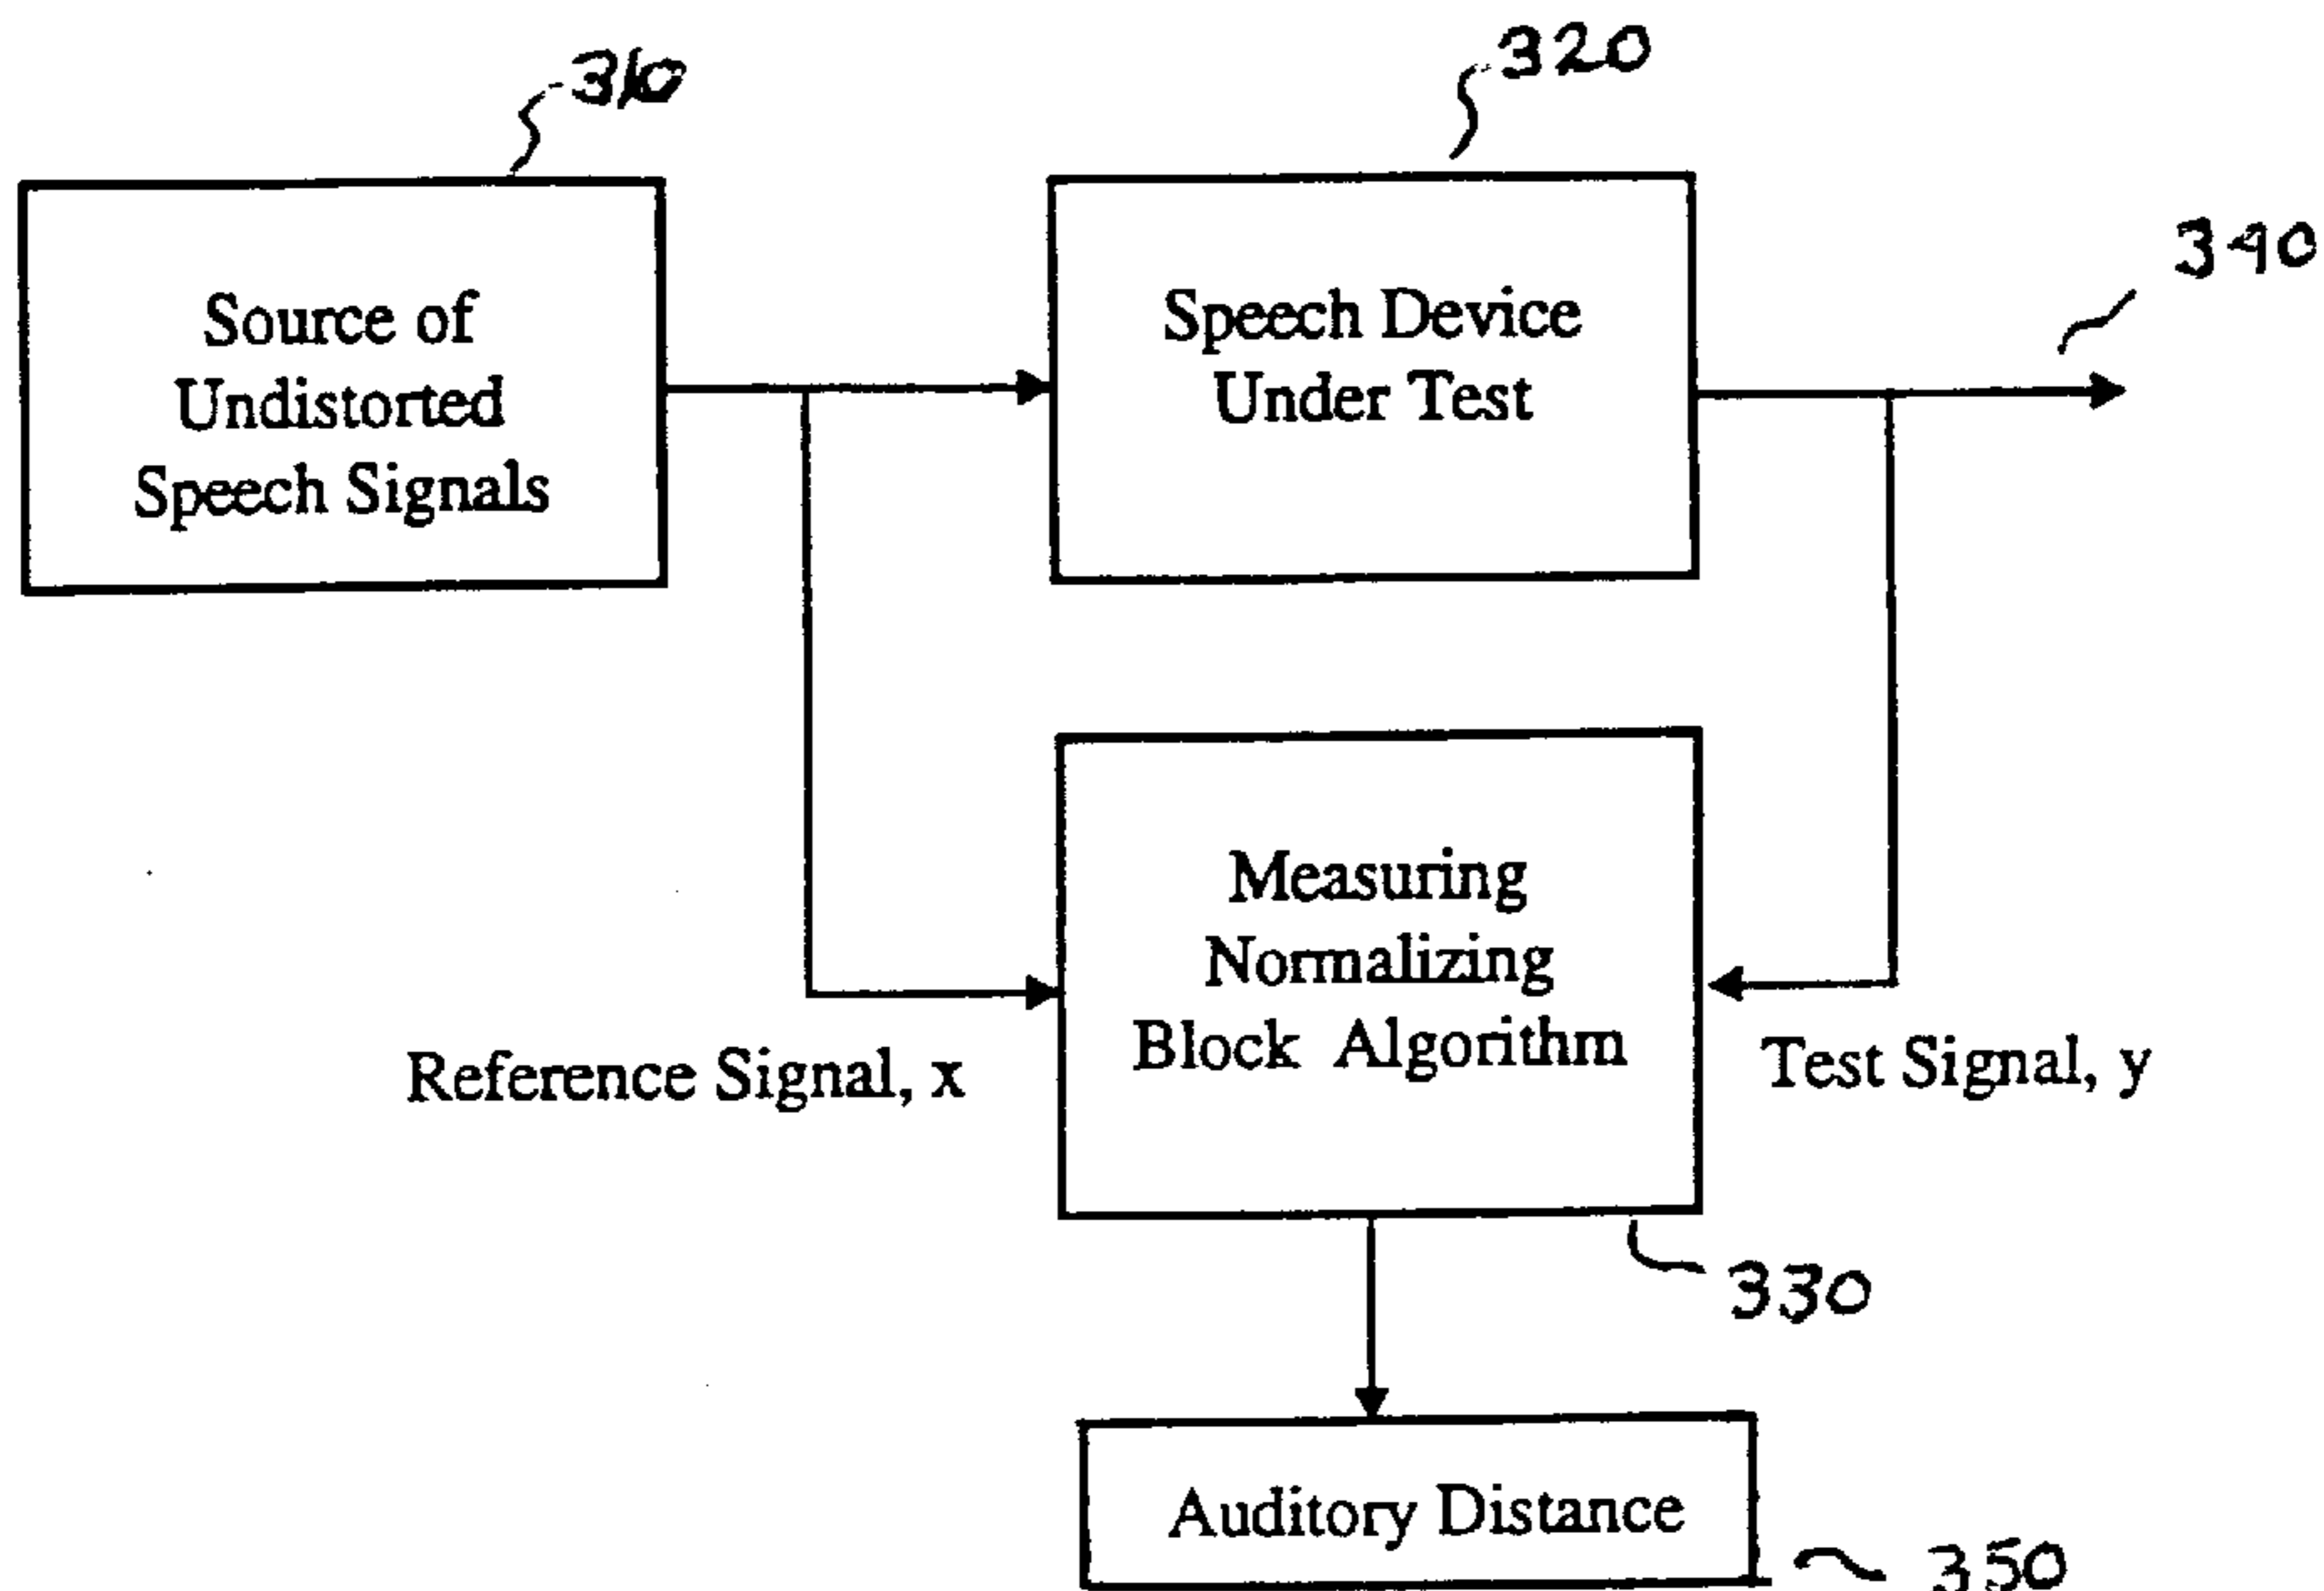 310
320
340
Source of
Undistorted
Speech Signals
Speech Device
Under Test
Measuring
Normalizing
Block Algorithm
Reference Signal, x
Test Signal, y
330
Auditory Distance
350